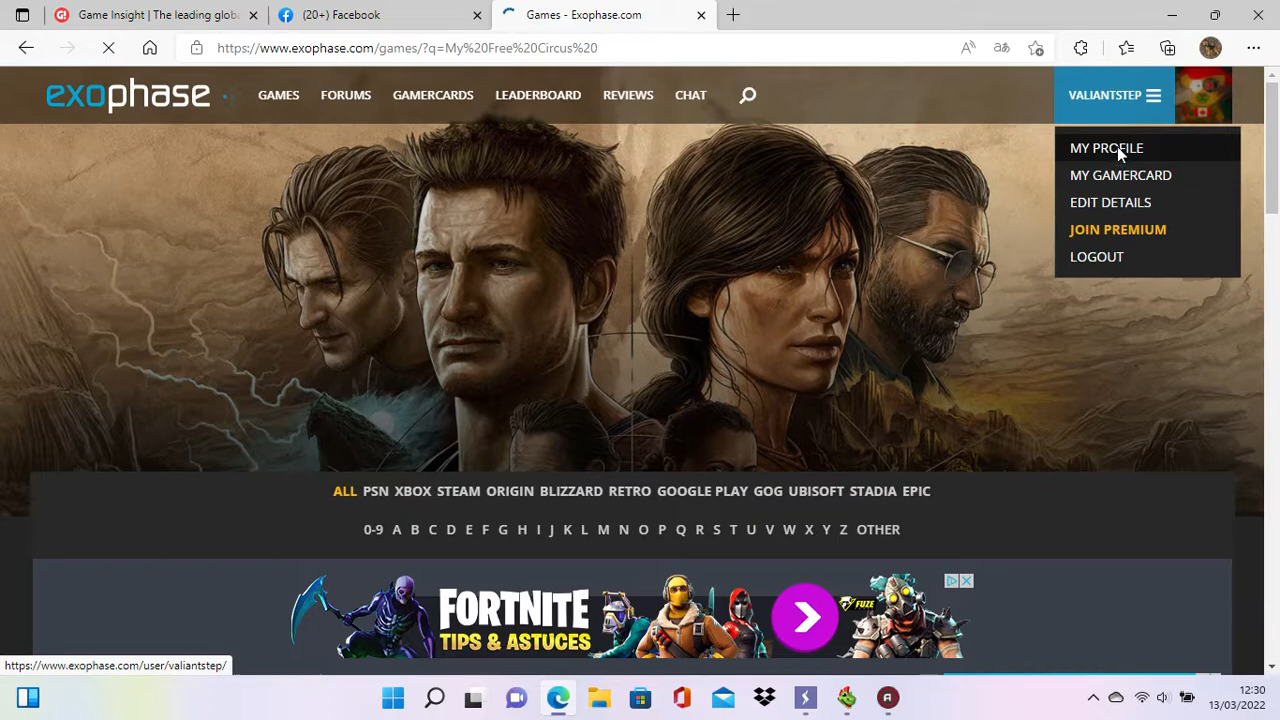 Gamer Insight | The leading globa
(20+) Facebook
Games - Exophase.com
https://www.exophase.com/games/?q=My%20Free%20Circus%20
exophase
GAMES
FORUMS
GAMERCARDS
LEADERBOARD
REVIEWS
CHAT
VALIANTSTEP
MY PROFILE
MY GAMERCARD
EDIT DETAILS
JOIN PREMIUM
LOGOUT
ALL PSN XBOX STEAM ORIGIN BLIZZARD RETRO GOOGLE PLAY GOG UBISOFT STADIA EPIC
0-9 A B C D E F G H I J K L M N O P Q R S T U V W X Y Z OTHER
FORTNITE
TIPS & ASTUCES
FUZE
https://www.exophase.com/user/valiantstep/
12:30
13/03/2022